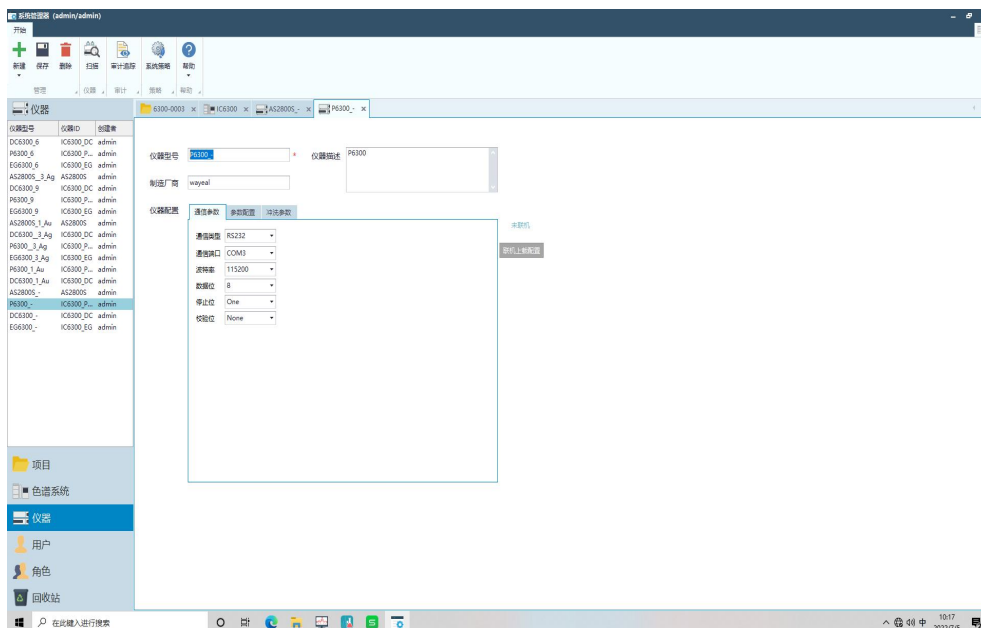 系统管理器 (admin/admin)
开始
新建 保存 删除 扫描 审计追踪 系统策略 帮助
管理 仪器 审计 策略 帮助
仪器
6300-0003 × IC6300 × AS2800S_- × P6300_- ×
仪器型号 仪器ID 创建者
DC6300_6 IC6300_DC admin
P6300_6 IC6300_P... admin
EG6300_6 IC6300_EG admin
AS2800S__3_Ag AS2800S admin
DC6300_9 IC6300_DC admin
P6300_9 IC6300_P... admin
EG6300_9 IC6300_EG admin
AS2800S_1_Au AS2800S admin
DC6300__3_Ag IC6300_DC admin
P6300__3_Ag IC6300_P... admin
EG6300_3_Ag IC6300_EG admin
P6300_1_Au IC6300_P... admin
DC6300_1_Au IC6300_DC admin
AS2800S_- AS2800S admin
P6300_- IC6300_P... admin
DC6300_- IC6300_DC admin
EG6300_- IC6300_EG admin
仪器型号 P6300_- * 仪器描述 P6300
制造厂商 wayeal
仪器配置 通信参数 参数配置 冲洗参数
未联机
联机上载配置
通信类型 RS232
通信端口 COM3
波特率 115200
数据位 8
停止位 One
校验位 None
项目
色谱系统
仪器
用户
角色
回收站
在此键入进行搜索
中 10:17